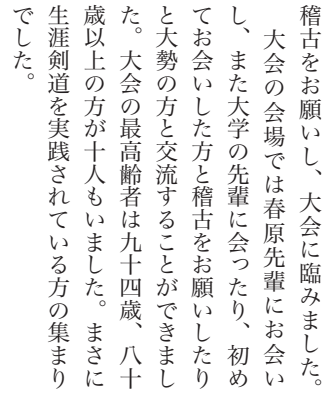 稽古をお願いし、大会に臨みました。
　大会の会場では春原先輩にお会い
し、また大学の先輩に会ったり、初め
てお会いした方と稽古をお願いしたり
と大勢の方と交流することができまし
た。大会の最高齢者は九十四歳、八十
歳以上の方が十人もいました。まさに
生涯剣道を実践されている方の集まり
でした。